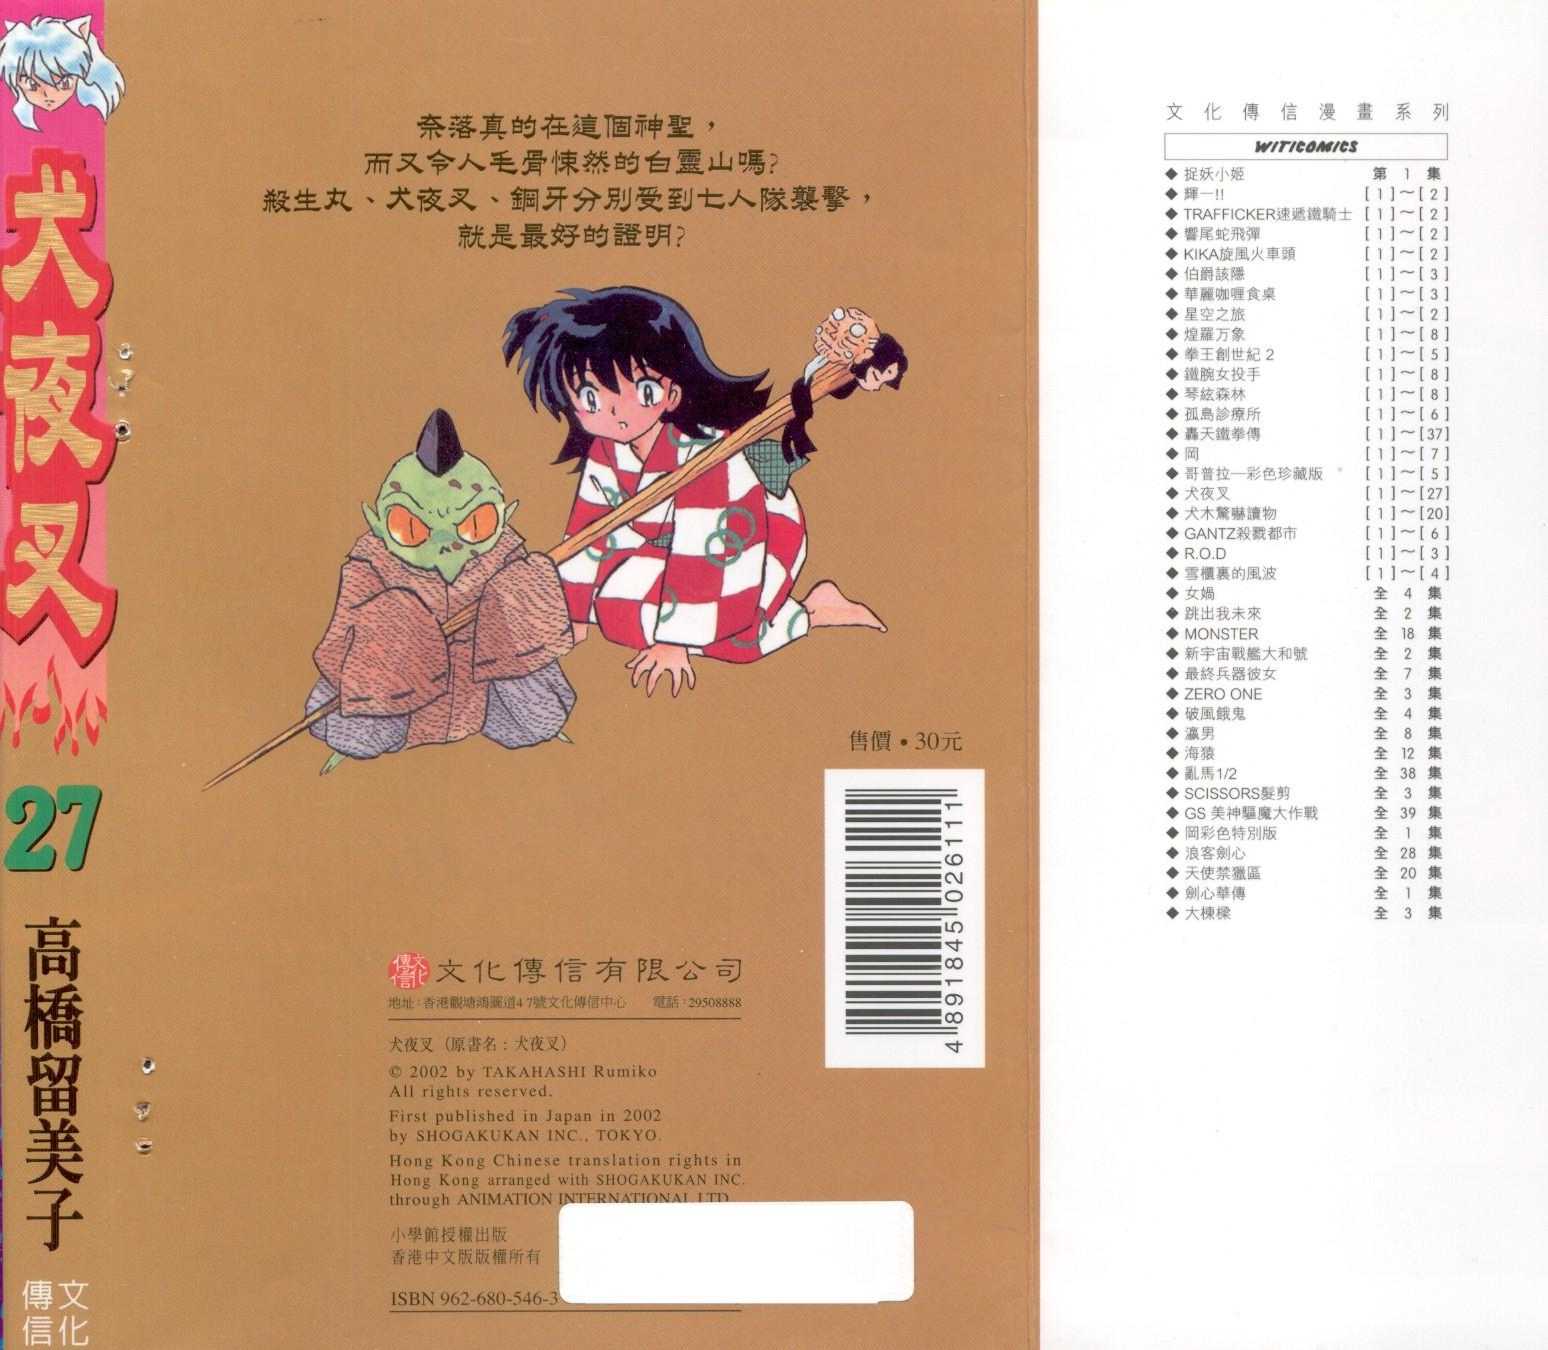 犬夜叉
27
高橋留美子
文化
傳信
奈落真的在這個神聖，
而又令人毛骨悚然的白靈山嗎？
殺生丸、犬夜叉、鋼牙分別受到七人隊襲擊，
就是最好的證明？
售價•30元
4 891845 026111
文化傳信
文化傳信有限公司
地址：香港觀塘鴻圖道47號文化傳信中心 電話：29508888
犬夜叉（原書名：犬夜叉）
© 2002 by TAKAHASHI Rumiko
All rights reserved.
First published in Japan in 2002
by SHOGAKUKAN INC., TOKYO.
Hong Kong Chinese translation rights in
Hong Kong arranged with SHOGAKUKAN INC.
through ANIMATION INTERNATIONAL LTD
小學館授權出版
香港中文版版權所有
ISBN 962-680-546-3
文化傳信漫畫系列
WITICOMICS
◆ 捉妖小姬 第 1 集
◆ 輝一!! [ 1 ]～[ 2 ]
◆ TRAFFICKER速遞鐵騎士 [ 1 ]～[ 2 ]
◆ 響尾蛇飛彈 [ 1 ]～[ 2 ]
◆ KIKA旋風火車頭 [ 1 ]～[ 2 ]
◆ 伯爵該隱 [ 1 ]～[ 3 ]
◆ 華麗咖喱食桌 [ 1 ]～[ 3 ]
◆ 星空之旅 [ 1 ]～[ 2 ]
◆ 煌羅万象 [ 1 ]～[ 8 ]
◆ 拳王創世紀 2 [ 1 ]～[ 5 ]
◆ 鐵腕女投手 [ 1 ]～[ 8 ]
◆ 琴絃森林 [ 1 ]～[ 8 ]
◆ 孤島診療所 [ 1 ]～[ 6 ]
◆ 轟天鐵拳傳 [ 1 ]～[37]
◆ 岡 [ 1 ]～[ 7 ]
◆ 哥普拉—彩色珍藏版 [ 1 ]～[ 5 ]
◆ 犬夜叉 [ 1 ]～[27]
◆ 犬木驚嚇讀物 [ 1 ]～[20]
◆ GANTZ殺戮都市 [ 1 ]～[ 6 ]
◆ R.O.D [ 1 ]～[ 3 ]
◆ 雪櫃裏的風波 [ 1 ]～[ 4 ]
◆ 女媧 全 4 集
◆ 跳出我未來 全 2 集
◆ MONSTER 全 18 集
◆ 新宇宙戰艦大和號 全 2 集
◆ 最終兵器彼女 全 7 集
◆ ZERO ONE 全 3 集
◆ 破風餓鬼 全 4 集
◆ 瀛男 全 8 集
◆ 海猿 全 12 集
◆ 亂馬1/2 全 38 集
◆ SCISSORS髮剪 全 3 集
◆ GS 美神驅魔大作戰 全 39 集
◆ 岡彩色特別版 全 1 集
◆ 浪客劍心 全 28 集
◆ 天使禁獵區 全 20 集
◆ 劍心華傳 全 1 集
◆ 大棟樑 全 3 集